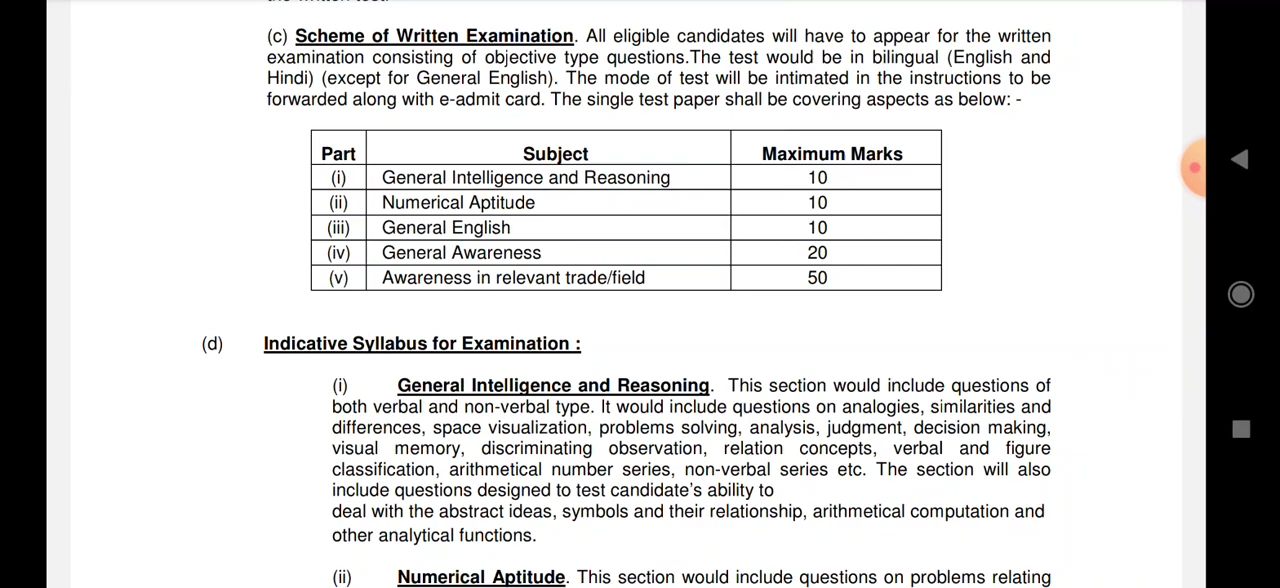 (c) Scheme of Written Examination. All eligible candidates will have to appear for the written
examination consisting of objective type questions.The test would be in bilingual (English and
Hindi) (except for General English). The mode of test will be intimated in the instructions to be
forwarded along with e-admit card. The single test paper shall be covering aspects as below: -
Part Subject Maximum Marks
(i) General Intelligence and Reasoning 10
(ii) Numerical Aptitude 10
(iii) General English 10
(iv) General Awareness 20
(v) Awareness in relevant trade/field 50
(d) Indicative Syllabus for Examination :
(i) General Intelligence and Reasoning. This section would include questions of
both verbal and non-verbal type. It would include questions on analogies, similarities and
differences, space visualization, problems solving, analysis, judgment, decision making,
visual memory, discriminating observation, relation concepts, verbal and figure
classification, arithmetical number series, non-verbal series etc. The section will also
include questions designed to test candidate's ability to
deal with the abstract ideas, symbols and their relationship, arithmetical computation and
other analytical functions.
(ii) Numerical Aptitude. This section would include questions on problems relating